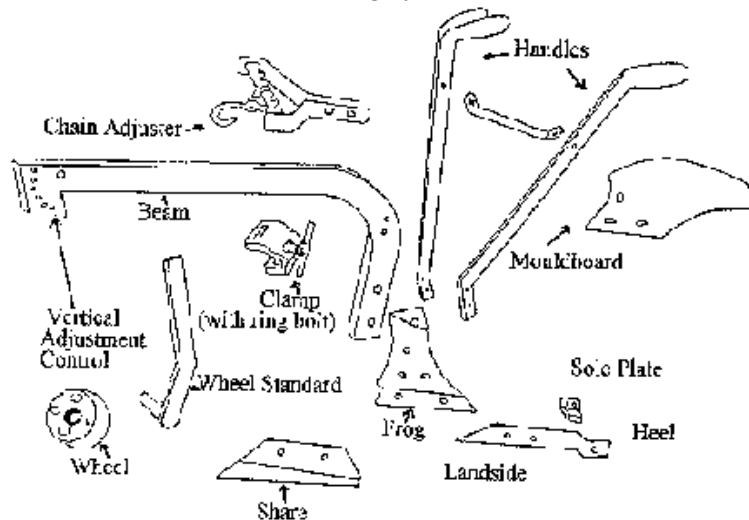 Handles
Chain Adjuster
Beam
Mouldboard
Clamp
(with ring bolt)
Vertical
Adjustment
Control
Wheel Standard
Sole Plate
Frog
Heel
Wheel
Landside
Share